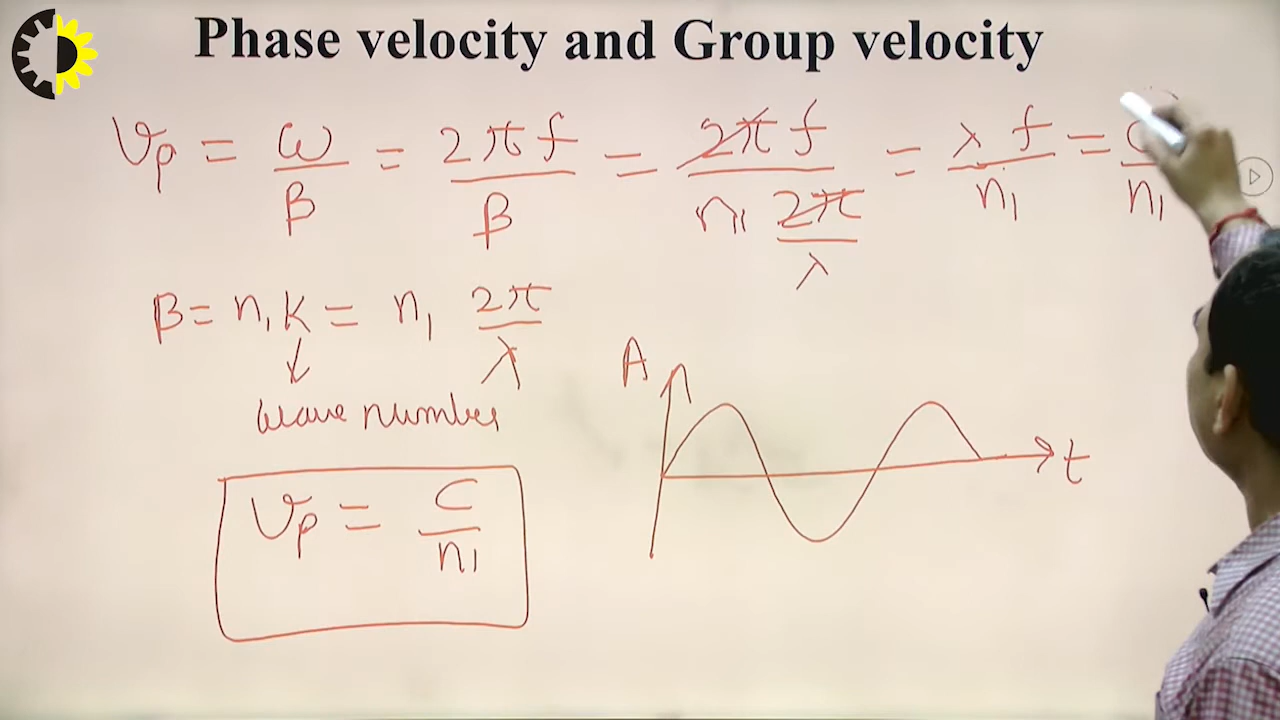 Phase velocity and Group velocity
Vp = ω/β = 2πf/β = 2πf/(n1 2π/λ) = λf/n1 = C/n1
β = n1K = n1 2π/λ
wave number
A
Vp = C/n1
t